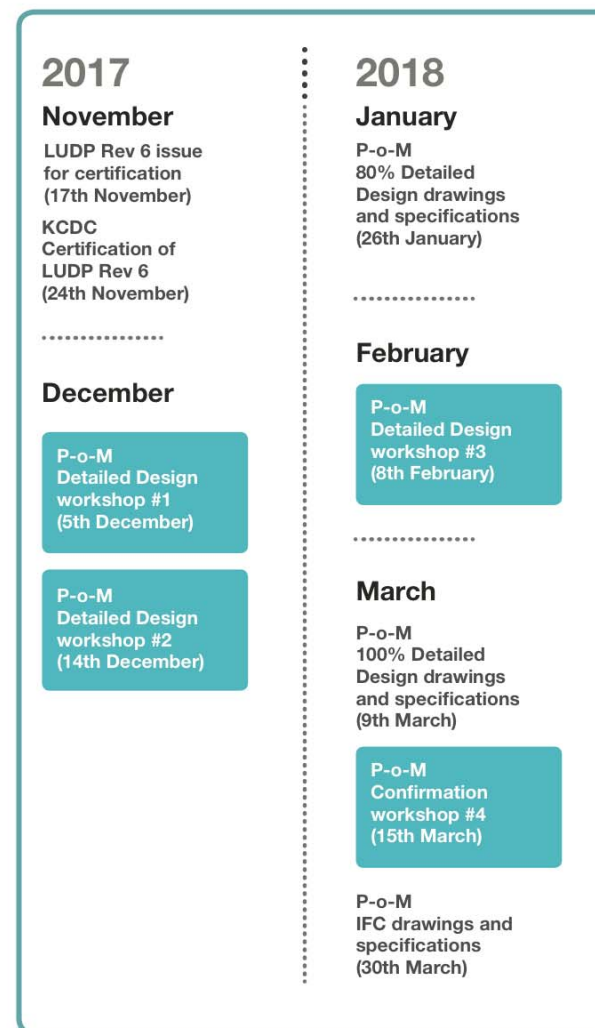 2017
November
LUDP Rev 6 issue
for certification
(17th November)
KCDC
Certification of
LUDP Rev 6
(24th November)
December
P-o-M
Detailed Design
workshop #1
(5th December)
P-o-M
Detailed Design
workshop #2
(14th December)
2018
January
P-o-M
80% Detailed
Design drawings
and specifications
(26th January)
February
P-o-M
Detailed Design
workshop #3
(8th February)
March
P-o-M
100% Detailed
Design drawings
and specifications
(9th March)
P-o-M
Confirmation
workshop #4
(15th March)
P-o-M
IFC drawings and
specifications
(30th March)